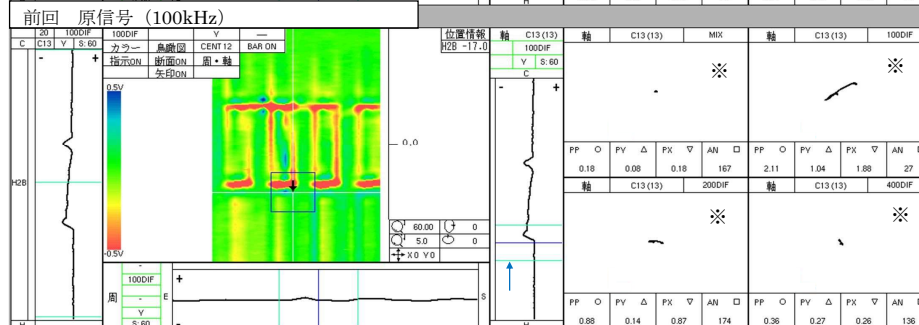 前回 原信号 (100kHz)
20 100DIF
C C13 Y S:60
- +
H2B
H
100DIF Y —
カラー 鳥瞰図 CENT12 BAR ON
指示ON 断面ON 周・軸
矢印ON
0.5V
-0.5V
位置情報
H2B -17.0
0.0
60.00 0
5.0 0
X0 Y0
-
100DIF
周 -
Y
S:60
+
E S
-
軸 C13(13)
100DIF
Y S:60
C
- +
H
軸 C13(13) MIX
※
PP ○ PY △ PX ▽ AN □
0.18 0.08 0.18 167
軸 C13(13) 100DIF
※
PP ○ PY △ PX ▽ AN
2.11 1.04 1.88 27
軸 C13(13) 200DIF
※
PP ○ PY △ PX ▽ AN □
0.88 0.14 0.87 174
軸 C13(13) 400DIF
※
PP ○ PY △ PX ▽ AN
0.36 0.27 0.26 136